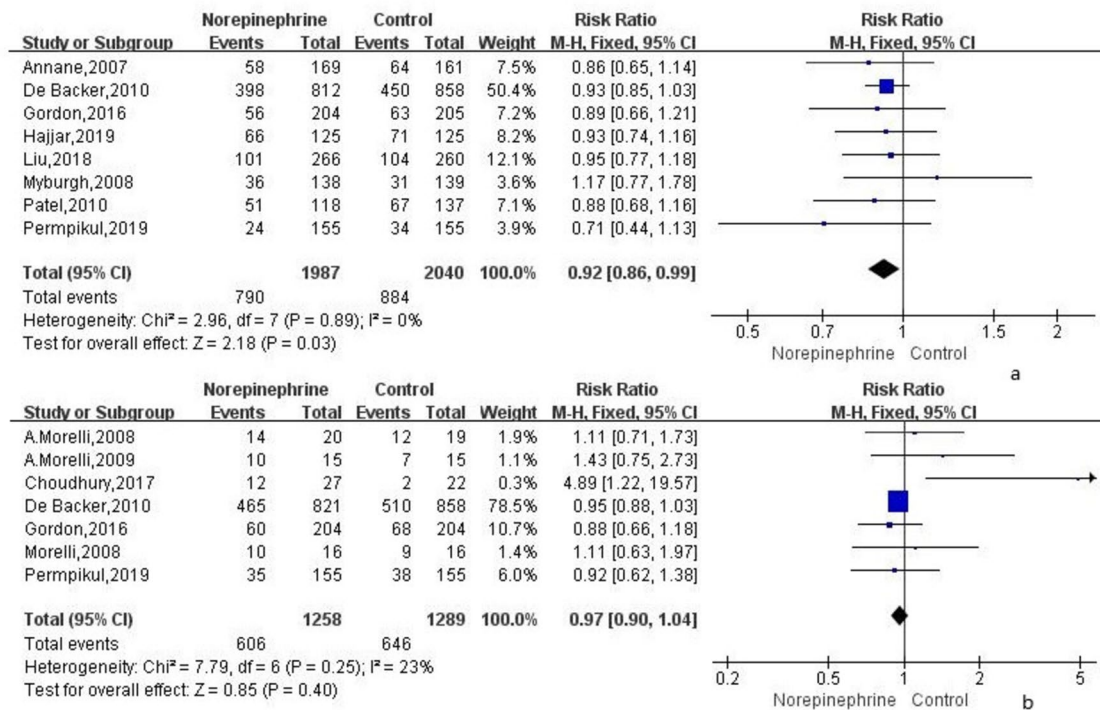 Norepinephrine Control Risk Ratio Risk Ratio
Study or Subgroup Events Total Events Total Weight M-H, Fixed, 95% CI M-H, Fixed, 95% CI
Annane,2007 58 169 64 161 7.5% 0.86 [0.65, 1.14]
De Backer,2010 398 812 450 858 50.4% 0.93 [0.85, 1.03]
Gordon,2016 56 204 63 205 7.2% 0.89 [0.66, 1.21]
Hajjar,2019 66 125 71 125 8.2% 0.93 [0.74, 1.16]
Liu,2018 101 266 104 260 12.1% 0.95 [0.77, 1.18]
Myburgh,2008 36 138 31 139 3.6% 1.17 [0.77, 1.78]
Patel,2010 51 118 67 137 7.1% 0.88 [0.68, 1.16]
Permpikul,2019 24 155 34 155 3.9% 0.71 [0.44, 1.13]
Total (95% CI) 1987 2040 100.0% 0.92 [0.86, 0.99]
Total events 790 884
Heterogeneity: Chi² = 2.96, df = 7 (P = 0.89); I² = 0%
Test for overall effect: Z = 2.18 (P = 0.03)
0.5 0.7 1 1.5 2
Norepinephrine Control
a
Norepinephrine Control Risk Ratio Risk Ratio
Study or Subgroup Events Total Events Total Weight M-H, Fixed, 95% CI M-H, Fixed, 95% CI
A.Morelli,2008 14 20 12 19 1.9% 1.11 [0.71, 1.73]
A.Morelli,2009 10 15 7 15 1.1% 1.43 [0.75, 2.73]
Choudhury,2017 12 27 2 22 0.3% 4.89 [1.22, 19.57]
De Backer,2010 465 821 510 858 78.5% 0.95 [0.88, 1.03]
Gordon,2016 60 204 68 204 10.7% 0.88 [0.66, 1.18]
Morelli,2008 10 16 9 16 1.4% 1.11 [0.63, 1.97]
Permpikul,2019 35 155 38 155 6.0% 0.92 [0.62, 1.38]
Total (95% CI) 1258 1289 100.0% 0.97 [0.90, 1.04]
Total events 606 646
Heterogeneity: Chi² = 7.79, df = 6 (P = 0.25); I² = 23%
Test for overall effect: Z = 0.85 (P = 0.40)
0.2 0.5 1 2 5
Norepinephrine Control
b